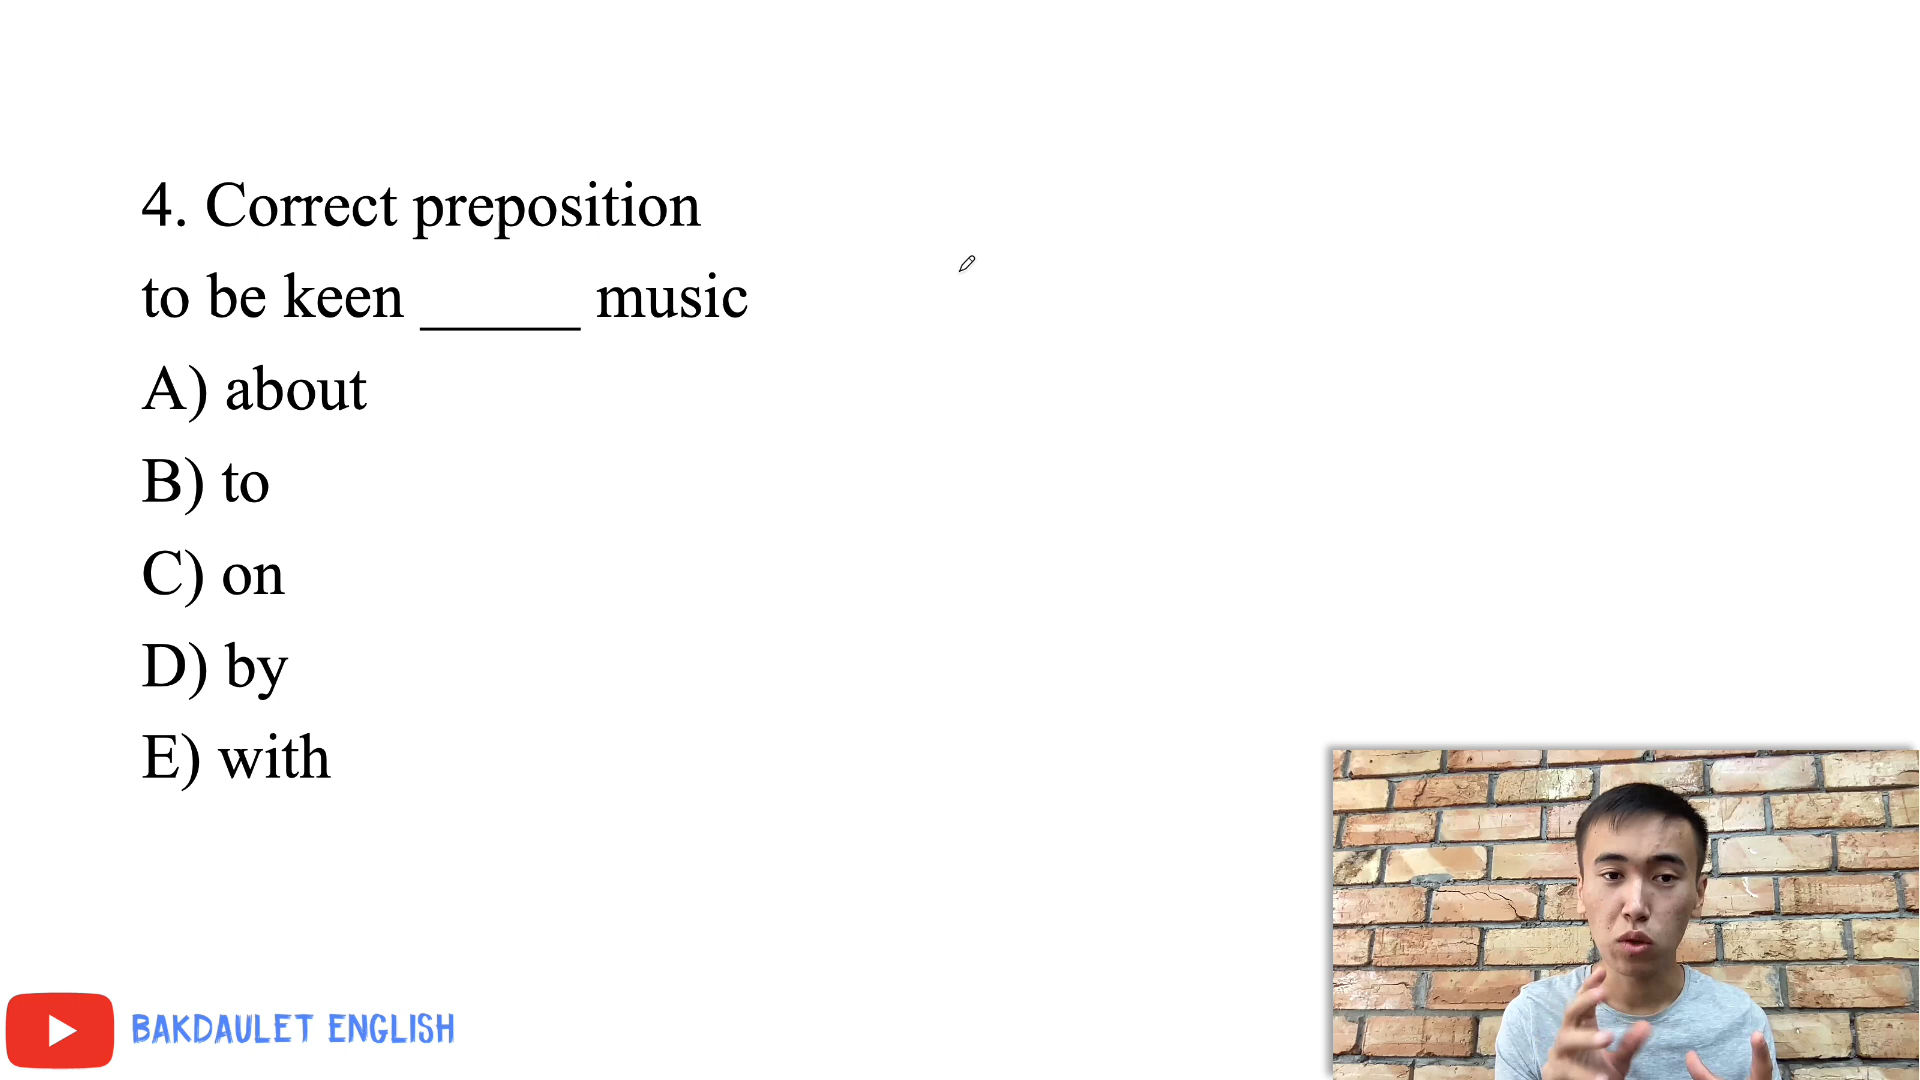 4. Correct preposition
to be keen _____ music
A) about
B) to
C) on
D) by
E) with
BAKDAULET ENGLISH